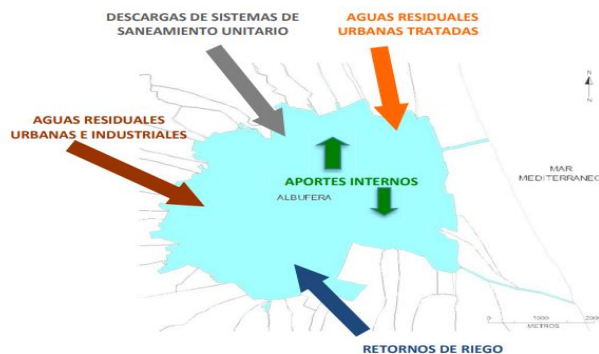 DESCARGAS DE SISTEMAS DE
SANEAMIENTO UNITARIO
AGUAS RESIDUALES
URBANAS TRATADAS
AGUAS RESIDUALES
URBANAS E INDUSTRIALES
N
MAR
MEDITERRANEO
APORTES INTERNOS
ALBUFERA
0 1000 2000
METROS
RETORNOS DE RIEGO